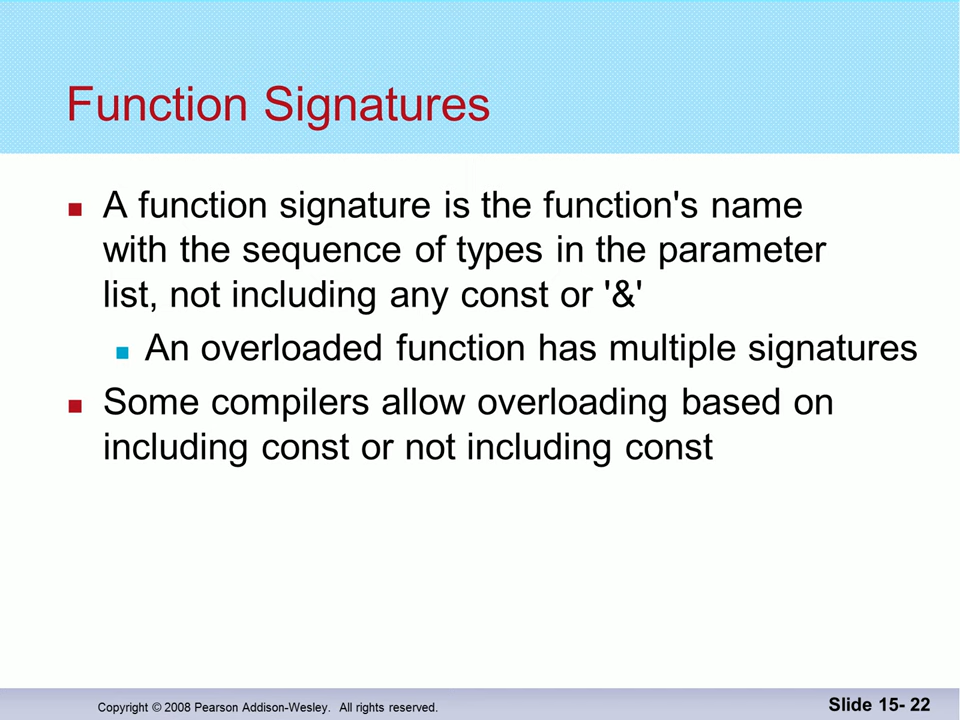 Function Signatures
A function signature is the function's name
with the sequence of types in the parameter
list, not including any const or '&'
An overloaded function has multiple signatures
Some compilers allow overloading based on
including const or not including const
Copyright © 2008 Pearson Addison-Wesley. All rights reserved.
Slide 15- 22